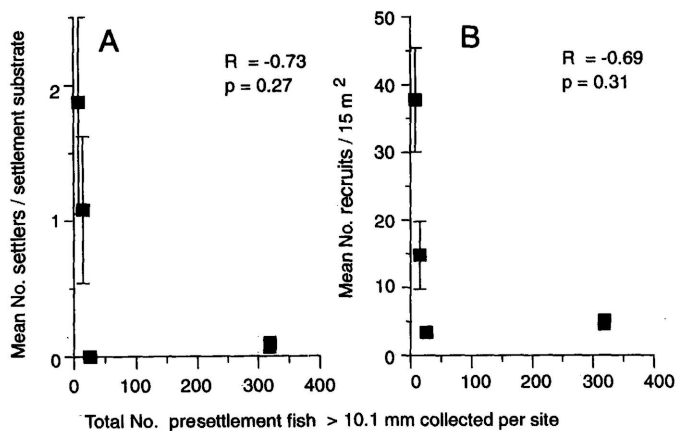 A
R = -0.73
p = 0.27
Mean No. settlers / settlement substrate
2
1
0
0 100 200 300 400
B
R = -0.69
p = 0.31
Mean No. recruits / 15 m 2
50
40
30
20
10
0
0 100 200 300 400
Total No. presettlement fish > 10.1 mm collected per site